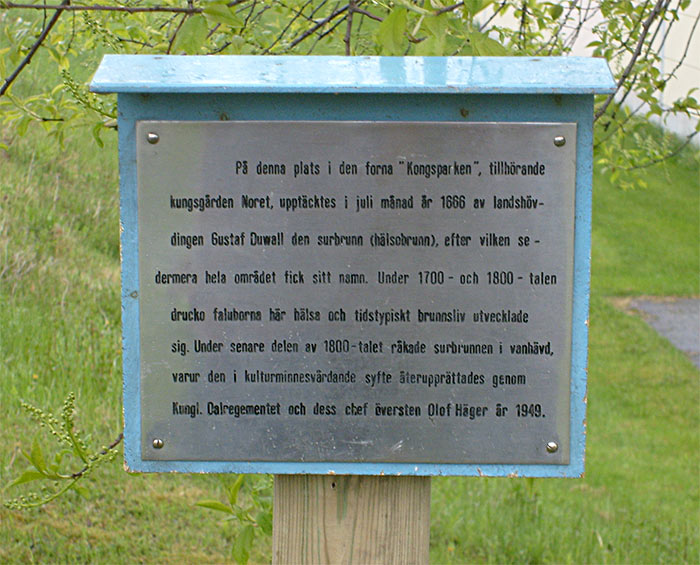 På denna plats i den forna "Kongsparken", tillhörande
kungsgården Noret, upptäcktes i juli månad år 1666 av landshöv-
dingen Gustaf Duwall den surbrunn (hälsobrunn), efter vilken se-
dermera hela området fick sitt namn. Under 1700- och 1800-talen
drucko faluborna här hälsa och tidstypiskt brunnsliv utvecklade
sig. Under senare delen av 1800-talet råkade surbrunnen i vanhävd,
varur den i kulturminnesvårdande syfte återupprättades genom
Kungl. Dalregementet och dess chef översten Olof Häger år 1949.